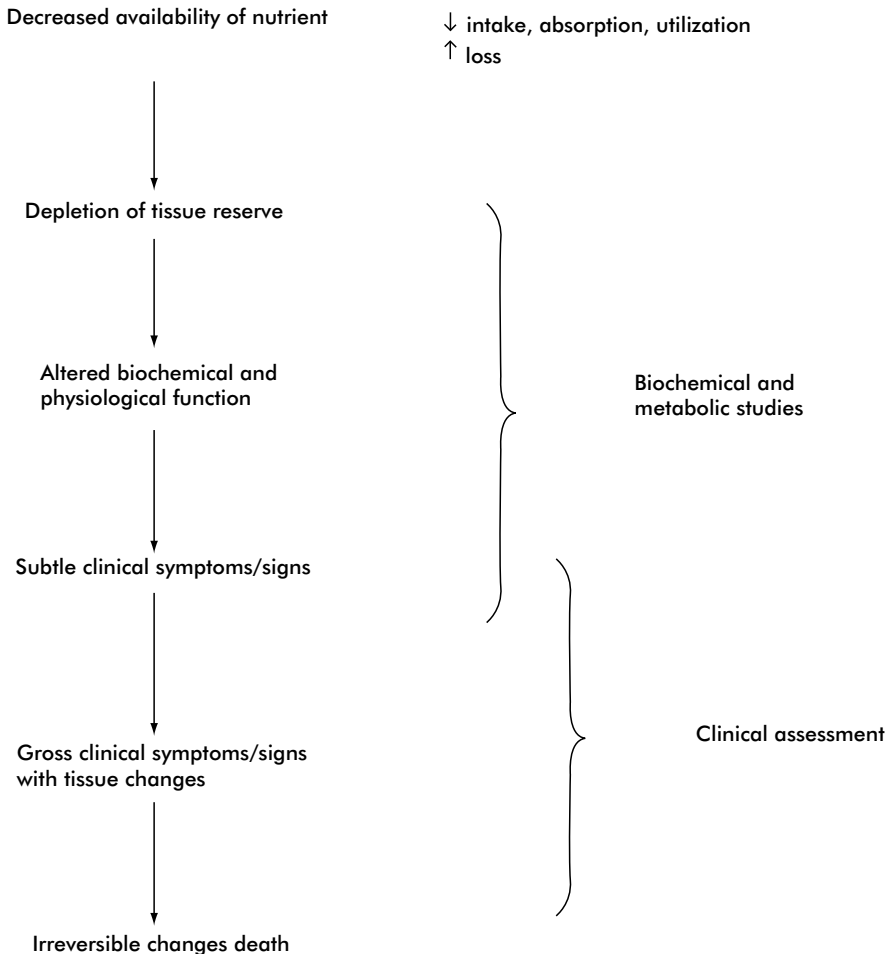 Decreased availability of nutrient
↓ intake, absorption, utilization
↑ loss
Depletion of tissue reserve
Altered biochemical and
physiological function
Biochemical and
metabolic studies
Subtle clinical symptoms/signs
Gross clinical symptoms/signs
with tissue changes
Clinical assessment
Irreversible changes death